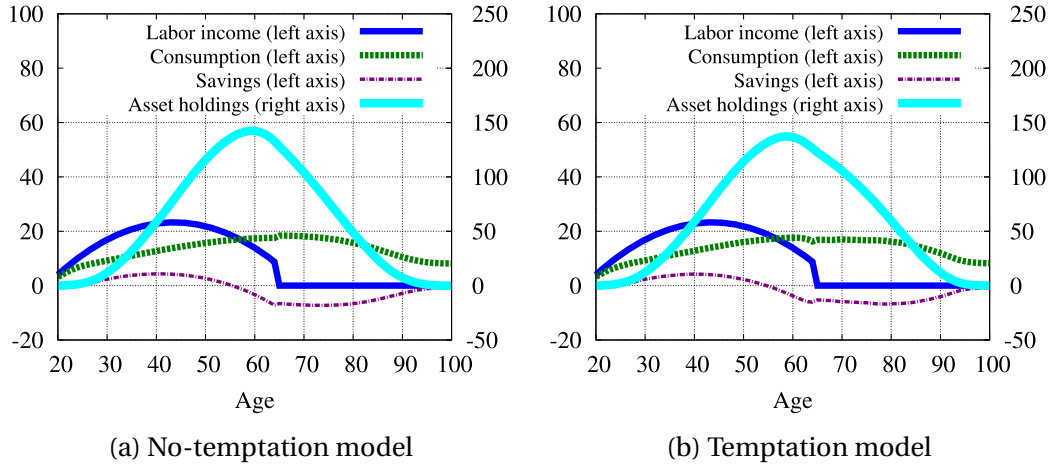 100
80
60
40
20
0
-20
250
200
150
100
50
0
-50
Labor income (left axis)
Consumption (left axis)
Savings (left axis)
Asset holdings (right axis)
20 30 40 50 60 70 80 90 100
Age
(a) No-temptation model
100
80
60
40
20
0
-20
250
200
150
100
50
0
-50
Labor income (left axis)
Consumption (left axis)
Savings (left axis)
Asset holdings (right axis)
20 30 40 50 60 70 80 90 100
Age
(b) Temptation model